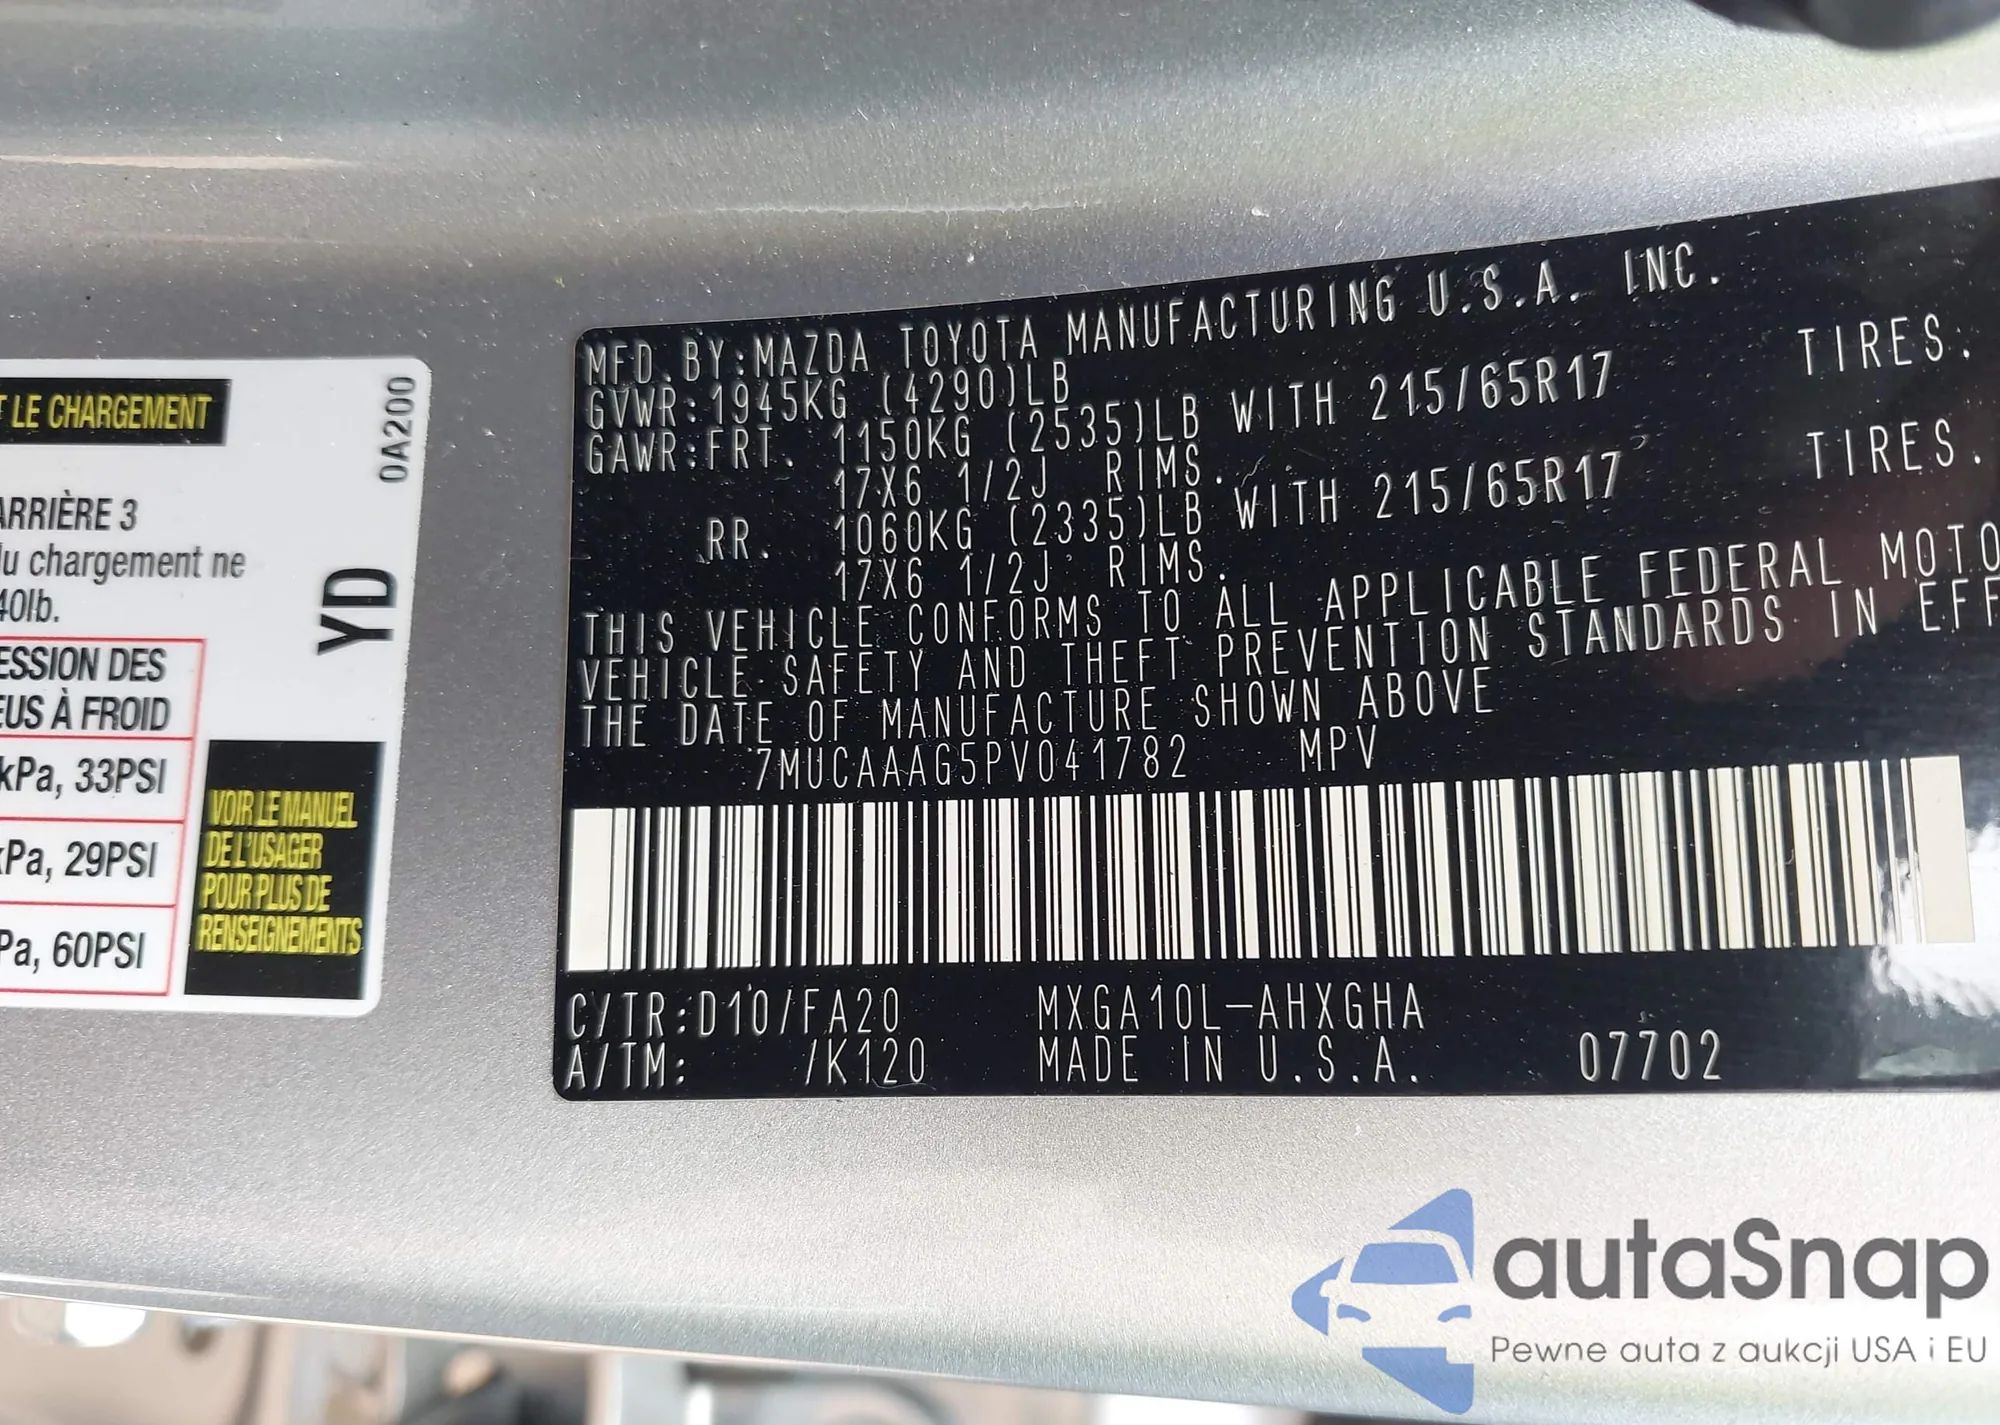 T LE CHARGEMENT
0A200
ARRIÈRE 3
du chargement ne
40lb.
YD
ESSION DES
EUS À FROID
kPa, 33PSI
kPa, 29PSI
Pa, 60PSI
VOIR LE MANUEL
DE L'USAGER
POUR PLUS DE
RENSEIGNEMENTS
MFD. BY:MAZDA TOYOTA MANUFACTURING U.S.A. INC.
GVWR:1945KG (4290)LB
GAWR:FRT. 1150KG (2535)LB WITH 215/65R17 TIRES.
17X6 1/2J RIMS.
RR. 1060KG (2335)LB WITH 215/65R17 TIRES.
17X6 1/2J RIMS.
THIS VEHICLE CONFORMS TO ALL APPLICABLE FEDERAL MOTO
VEHICLE SAFETY AND THEFT PREVENTION STANDARDS IN EFF
THE DATE OF MANUFACTURE SHOWN ABOVE
7MUCAAAG5PV041782 MPV
C/TR:D10/FA20 MXGA10L-AHXGHA
A/TM: /K120 MADE IN U.S.A. 07702
autaSnap
Pewne auta z aukcji USA i EU